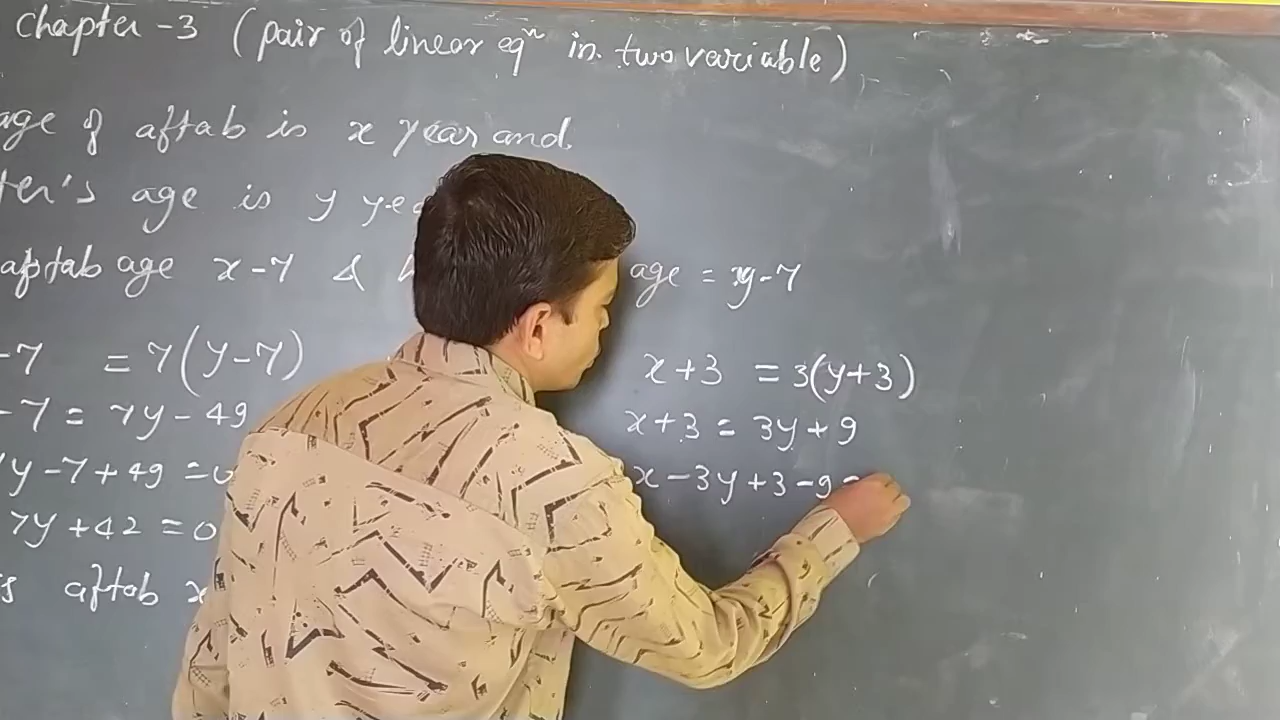 Chapter-3 (pair of linear eqn in two variable)
age of aftab is x year and
ter's age is y yea
aftab age x-7 & age = y-7
-7 = 7(y-7)
-7 = 7y-49
y-7+49=0
7y+42=0
is aftab x
x+3 = 3(y+3)
x+3 = 3y+9
x-3y+3-9=